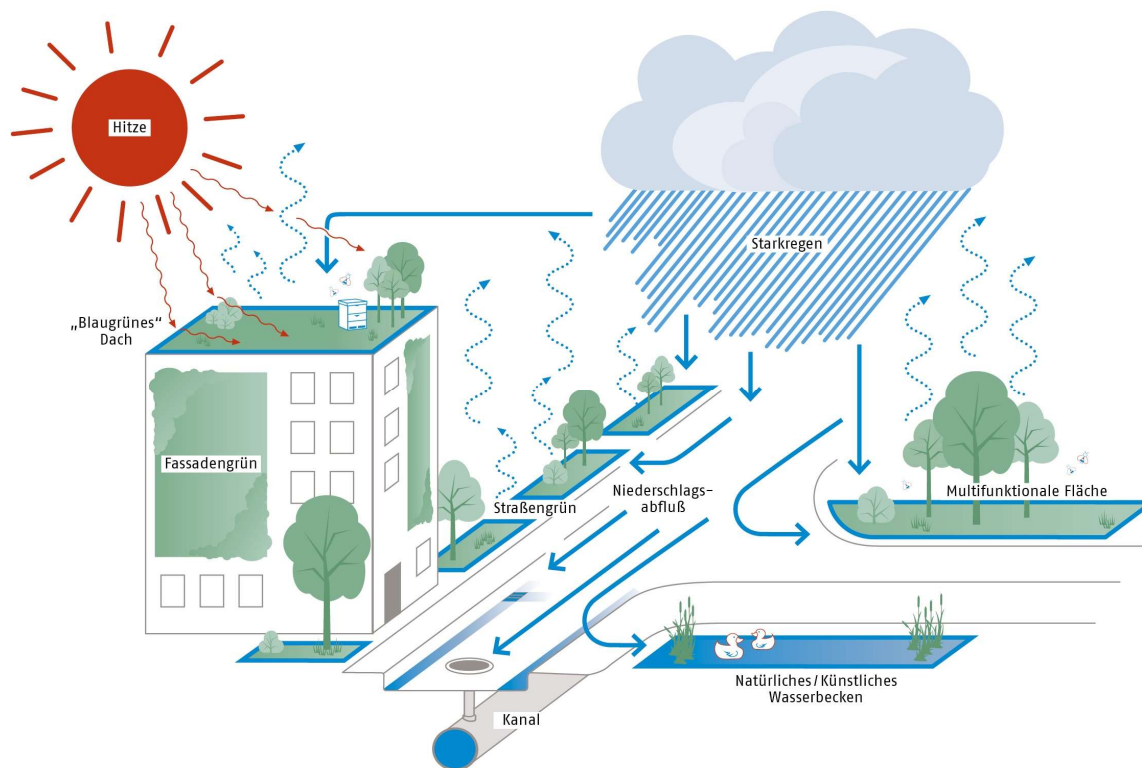 Hitze
Starkregen
„Blaugrünes“
Dach
Fassadengrün
Straßengrün
Niederschlags-
abfluß
Multifunktionale Fläche
Natürliches/Künstliches
Wasserbecken
Kanal